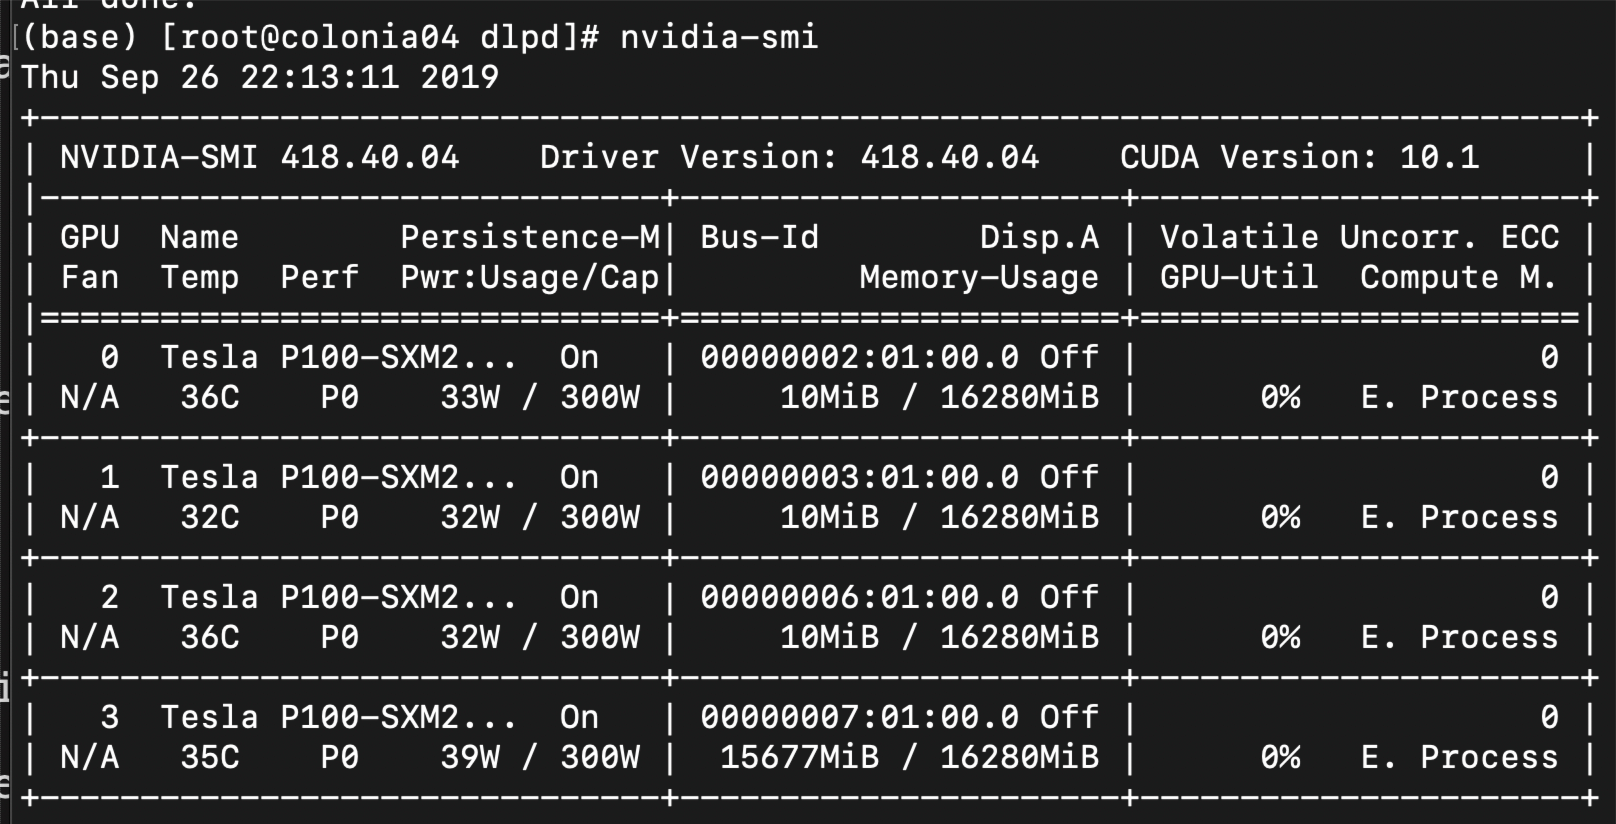 All done.
(base) [root@colonia04 dlpd]# nvidia-smi
Thu Sep 26 22:13:11 2019
+-----------------------------------------------------------------------------+
| NVIDIA-SMI 418.40.04    Driver Version: 418.40.04    CUDA Version: 10.1     |
|-------------------------------+----------------------+----------------------+
| GPU  Name        Persistence-M| Bus-Id        Disp.A | Volatile Uncorr. ECC |
| Fan  Temp  Perf  Pwr:Usage/Cap|         Memory-Usage | GPU-Util  Compute M. |
|===============================+======================+======================|
|   0  Tesla P100-SXM2...  On   | 00000002:01:00.0 Off |                    0 |
| N/A   36C    P0    33W / 300W |     10MiB / 16280MiB |      0%   E. Process |
+-------------------------------+----------------------+----------------------+
|   1  Tesla P100-SXM2...  On   | 00000003:01:00.0 Off |                    0 |
| N/A   32C    P0    32W / 300W |     10MiB / 16280MiB |      0%   E. Process |
+-------------------------------+----------------------+----------------------+
|   2  Tesla P100-SXM2...  On   | 00000006:01:00.0 Off |                    0 |
| N/A   36C    P0    32W / 300W |     10MiB / 16280MiB |      0%   E. Process |
+-------------------------------+----------------------+----------------------+
|   3  Tesla P100-SXM2...  On   | 00000007:01:00.0 Off |                    0 |
| N/A   35C    P0    39W / 300W |  15677MiB / 16280MiB |      0%   E. Process |
+-------------------------------+----------------------+----------------------+